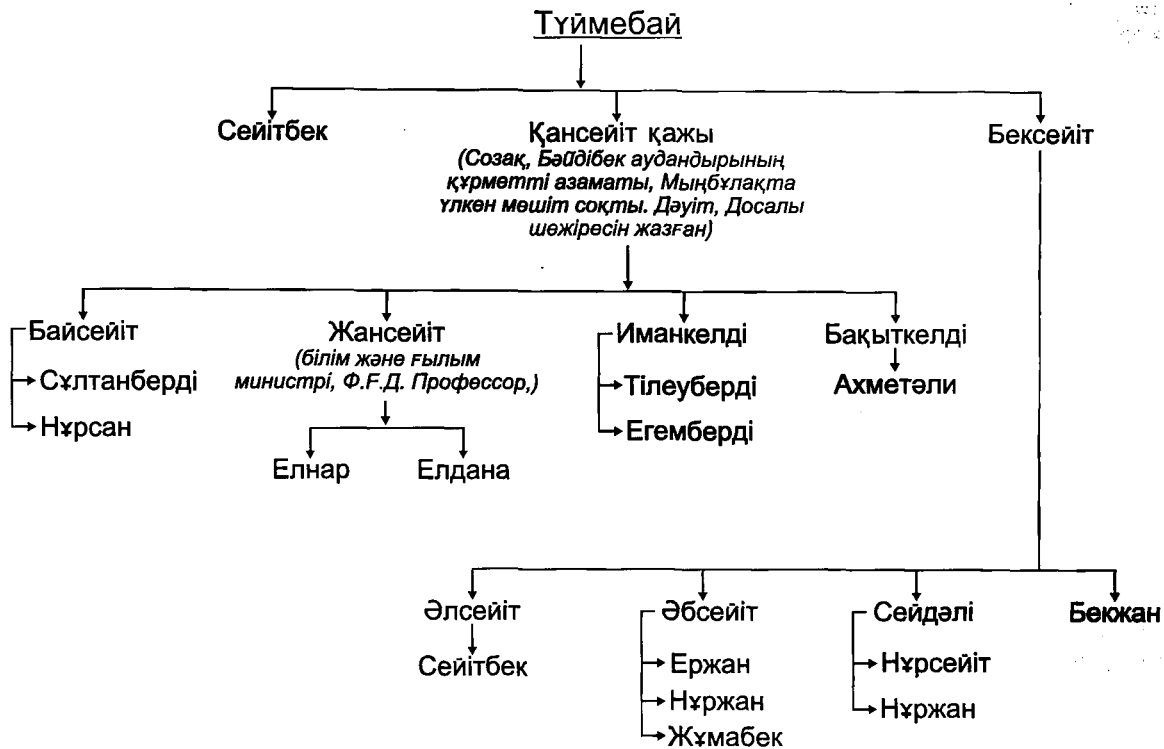 Түймебай
Сейітбек
Қансейіт қажы
(Созақ, Бәйдібек аудандырының
құрметті азаматы, Мыңбұлақта
үлкен мешіт соқты. Дәуіт, Досалы
шежіресін жазған)
Бексейіт
Байсейіт
Сұлтанберді
Нұрсан
Жансейіт
(білім және ғылым
министрі, Ф.Ғ.Д. Профессор,)
Елнар
Елдана
Иманкелді
Тілеуберді
Егемберді
Бақыткелді
Ахметәли
Әлсейіт
Сейітбек
Әбсейіт
Ержан
Нұржан
Жұмабек
Сейдәлі
Нұрсейіт
Нұржан
Бекжан